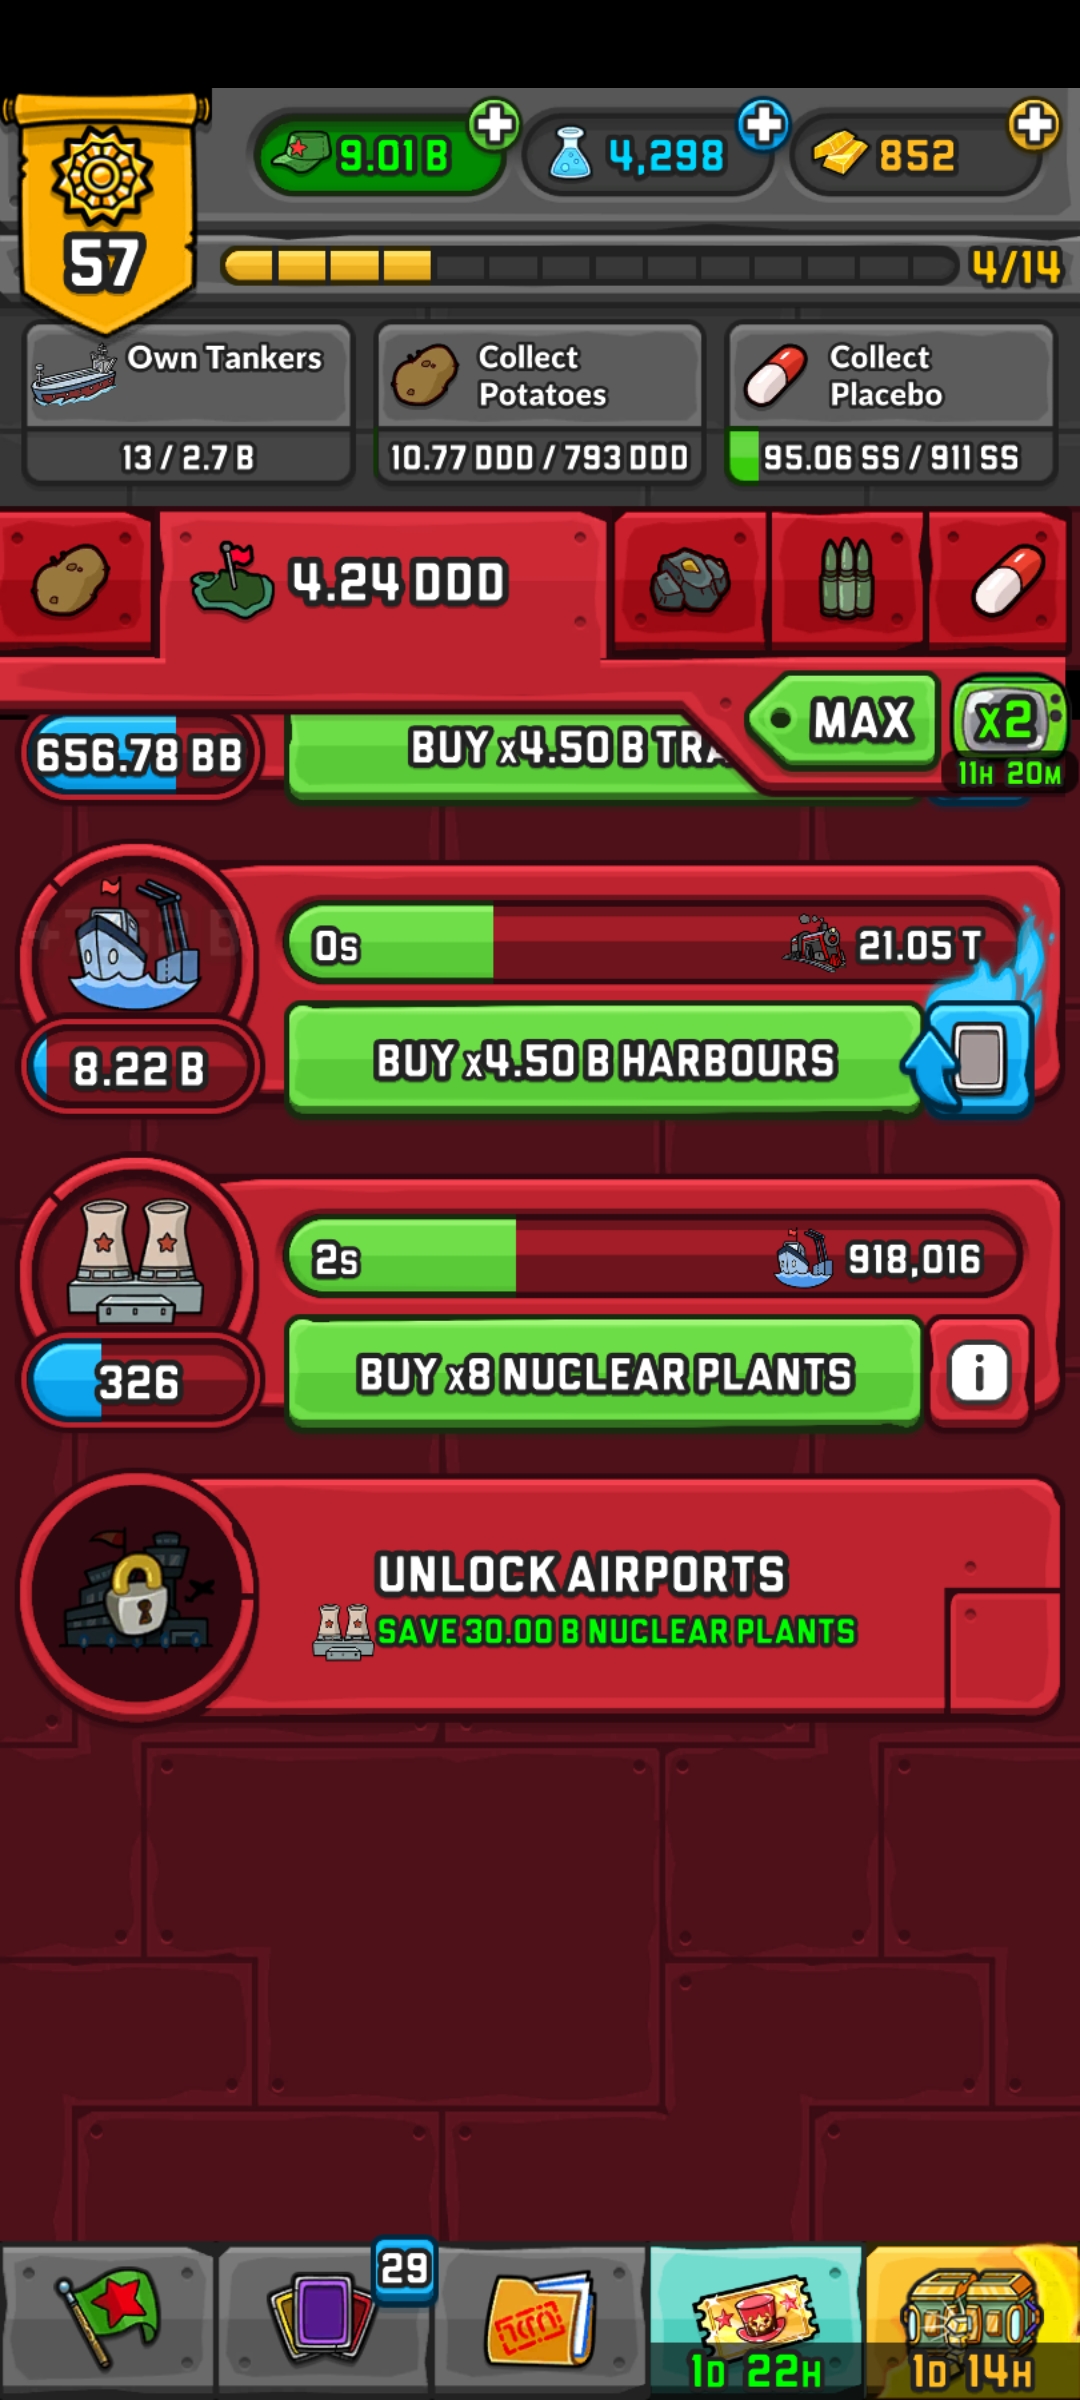 57
9.01 B
4,298
852
4/14
Own Tankers
13 / 2.7 B
Collect
Potatoes
10.77 DDD / 793 DDD
Collect
Placebo
95.06 SS / 911 SS
4.24 DDD
MAX
x2
11H 20M
656.78 BB
BUY x4.50 B TRA
0s
21.05 T
8.22 B
BUY x4.50 B HARBOURS
2s
918,016
326
BUY x8 NUCLEAR PLANTS
i
UNLOCK AIRPORTS
SAVE 30.00 B NUCLEAR PLANTS
29
1D 22H
1D 14H